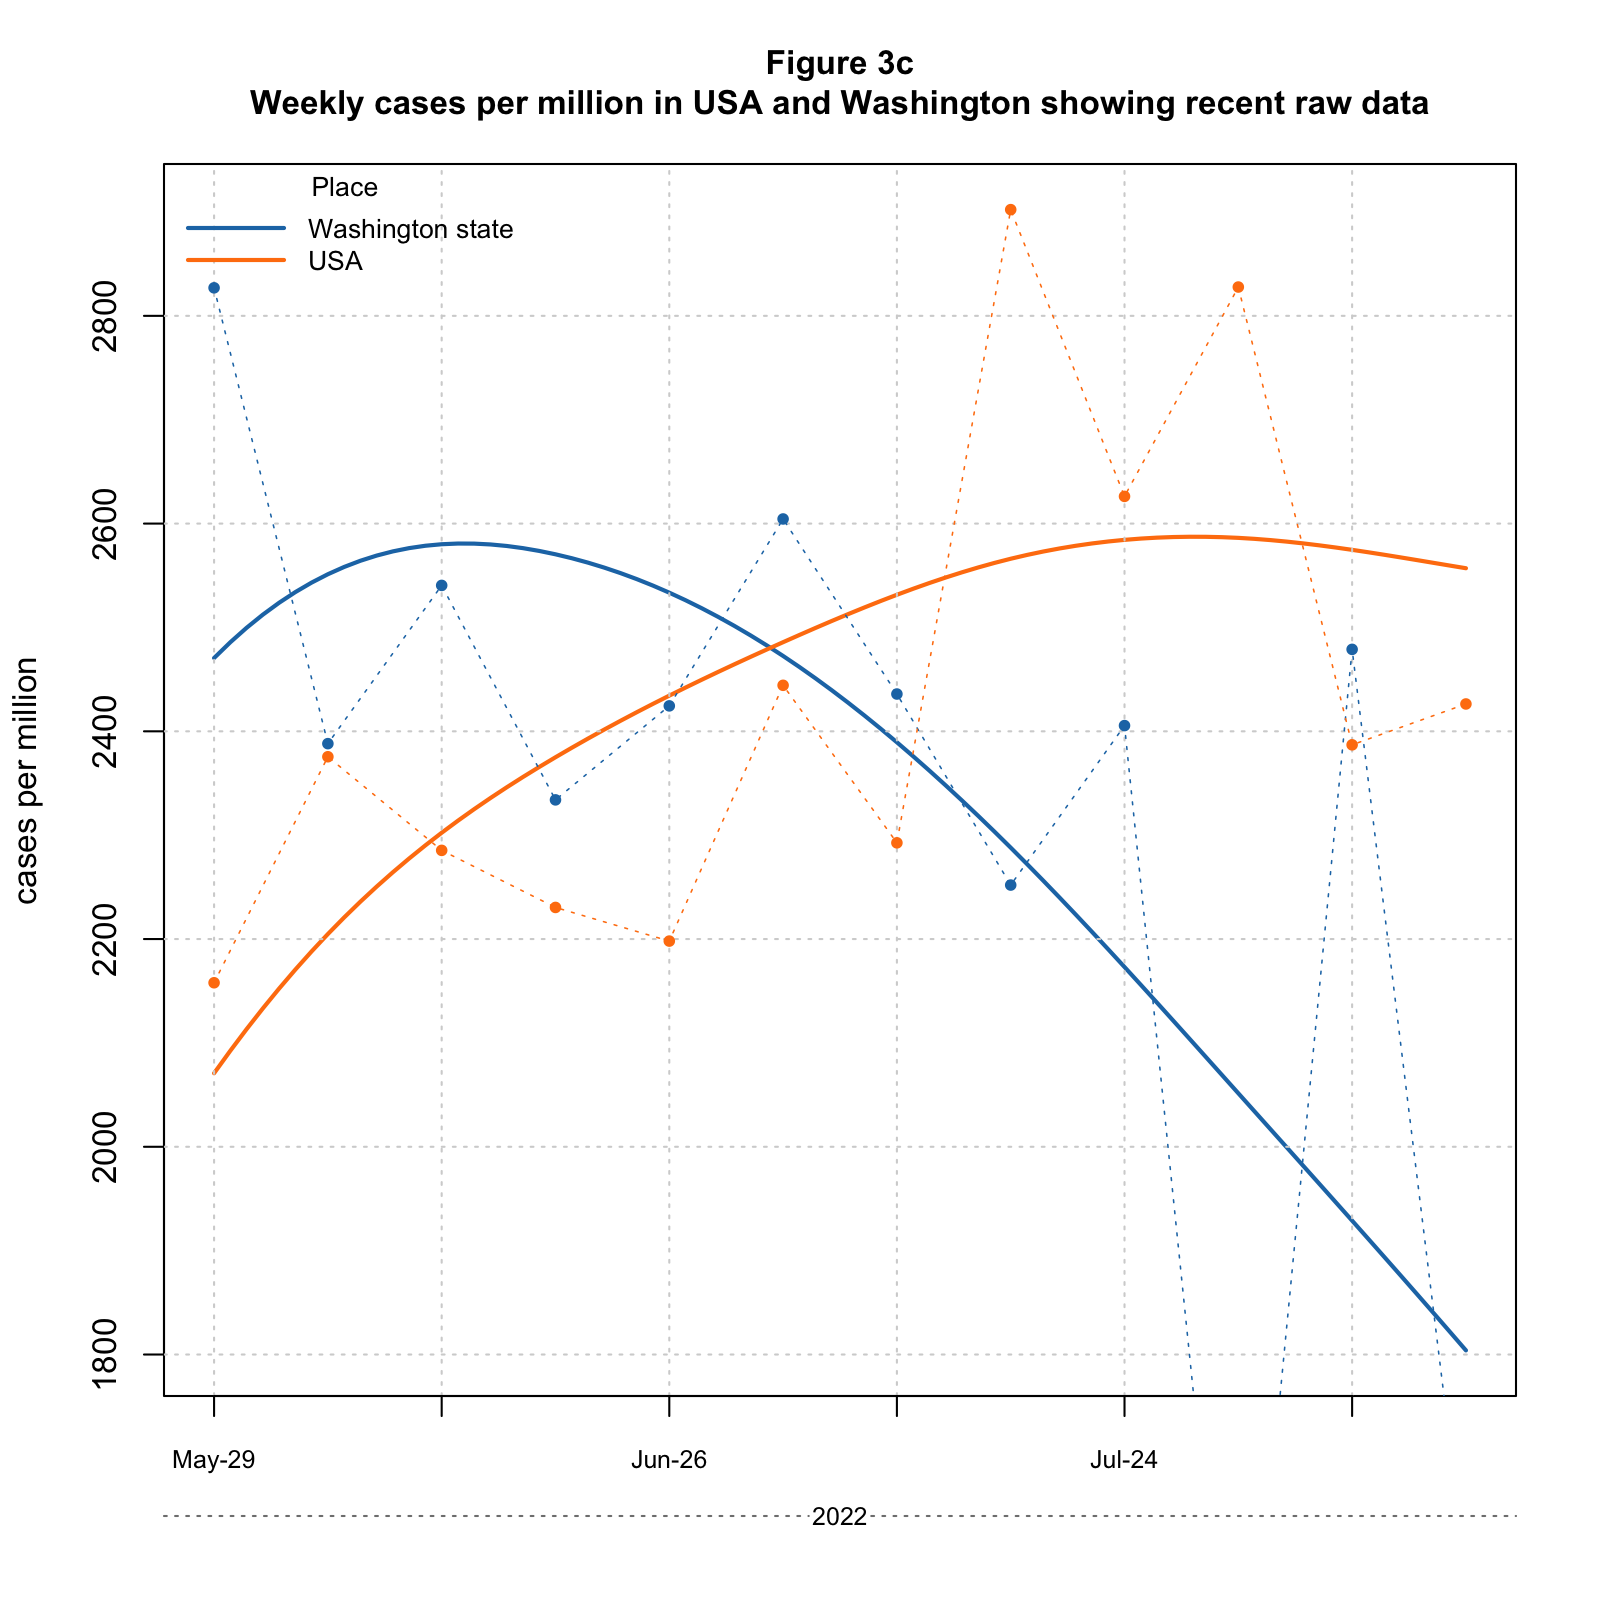 Figure 3c
Weekly cases per million in USA and Washington showing recent raw data
Place
Washington state
USA
cases per million
2800
2600
2400
2200
2000
1800
May-29
Jun-26
Jul-24
2022